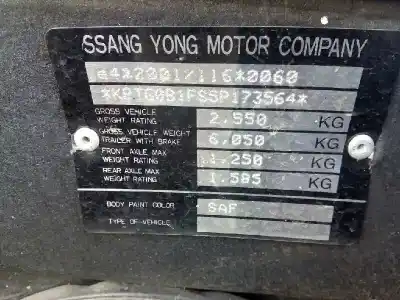 SSANG YONG MOTOR COMPANY
e4*2001/116*0060
*KPTG0B1FSSP173564*
GROSS VEHICLE
WEIGHT RATING 2.550 KG
GROSS VEHICLE WEIGHT
TRAILER WITH BRAKE 6.050 KG
FRONT AXLE MAX
WEIGHT RATING 1.250 KG
REAR AXLE MAX
WEIGHT RATING 1.585 KG
BODY PAINT COLOR SAF
TYPE OF VEHICLE